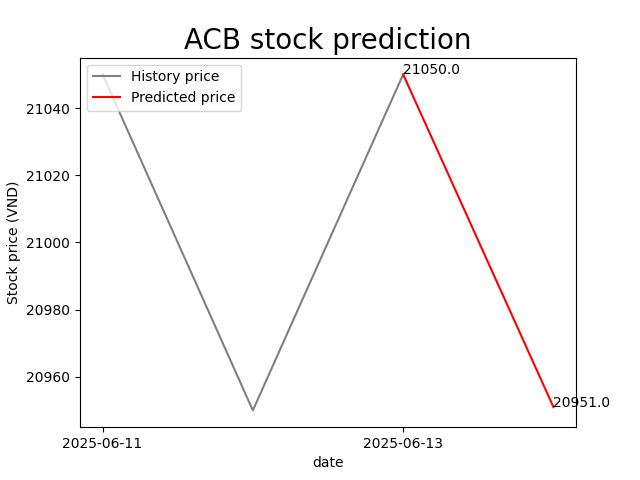 ACB stock prediction
History price
Predicted price
21050.0
20951.0
21040
21020
21000
20980
20960
Stock price (VND)
2025-06-11
2025-06-13
date